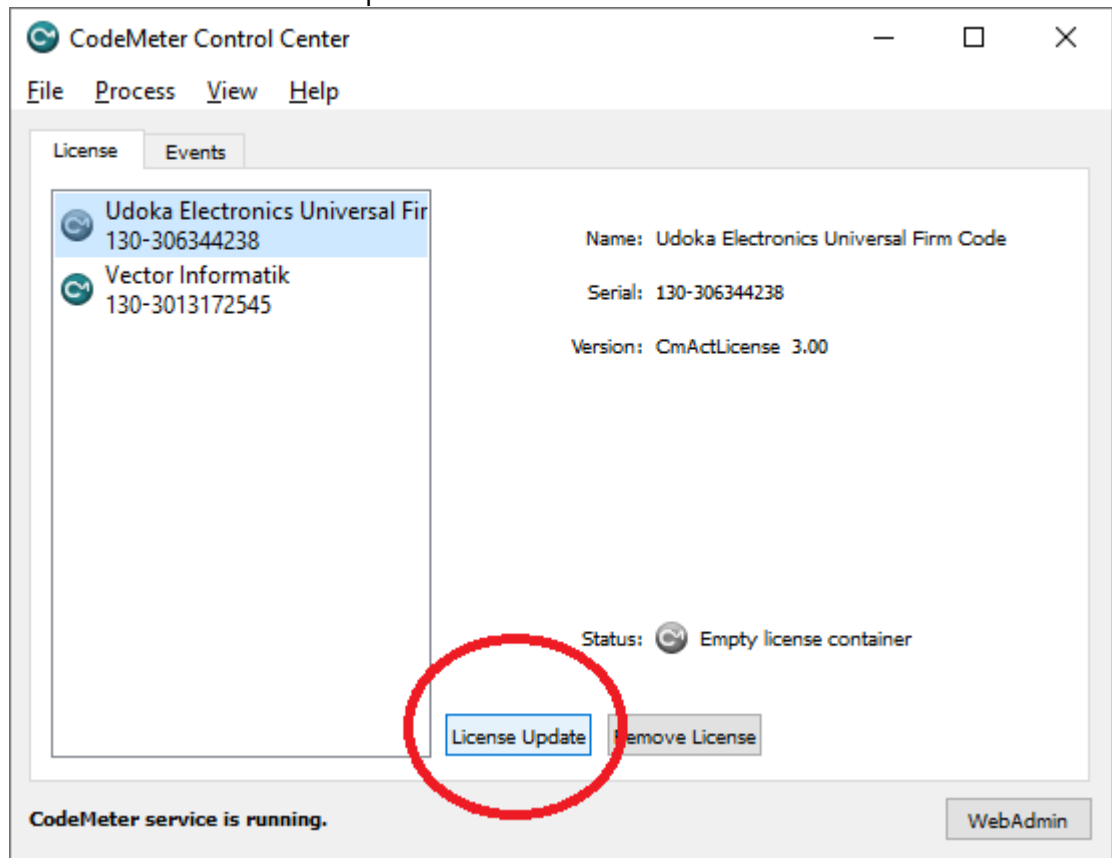 CodeMeter Control Center
File Process View Help
License Events
Udoka Electronics Universal Fir
130-306344238
Vector Informatik
130-3013172545
Name: Udoka Electronics Universal Firm Code
Serial: 130-306344238
Version: CmActLicense 3.00
Status: Empty license container
License Update Remove License
CodeMeter service is running.
WebAdmin